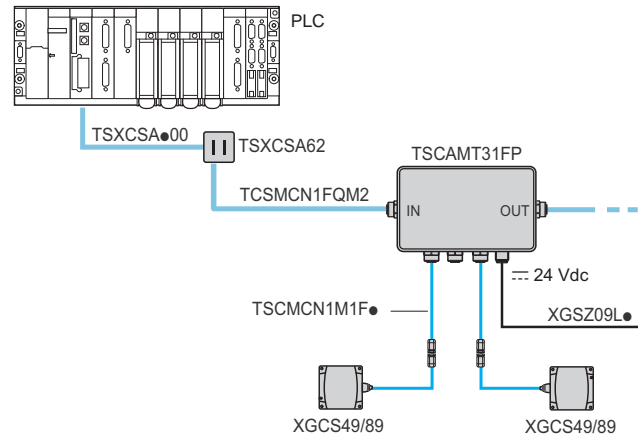 PLC
TSXCSA●00
TSXCSA62
TSCAMT31FP
TCSMCN1FQM2
IN
OUT
24 Vdc
TSCMCN1M1F●
XGSZ09L●
XGCS49/89
XGCS49/89